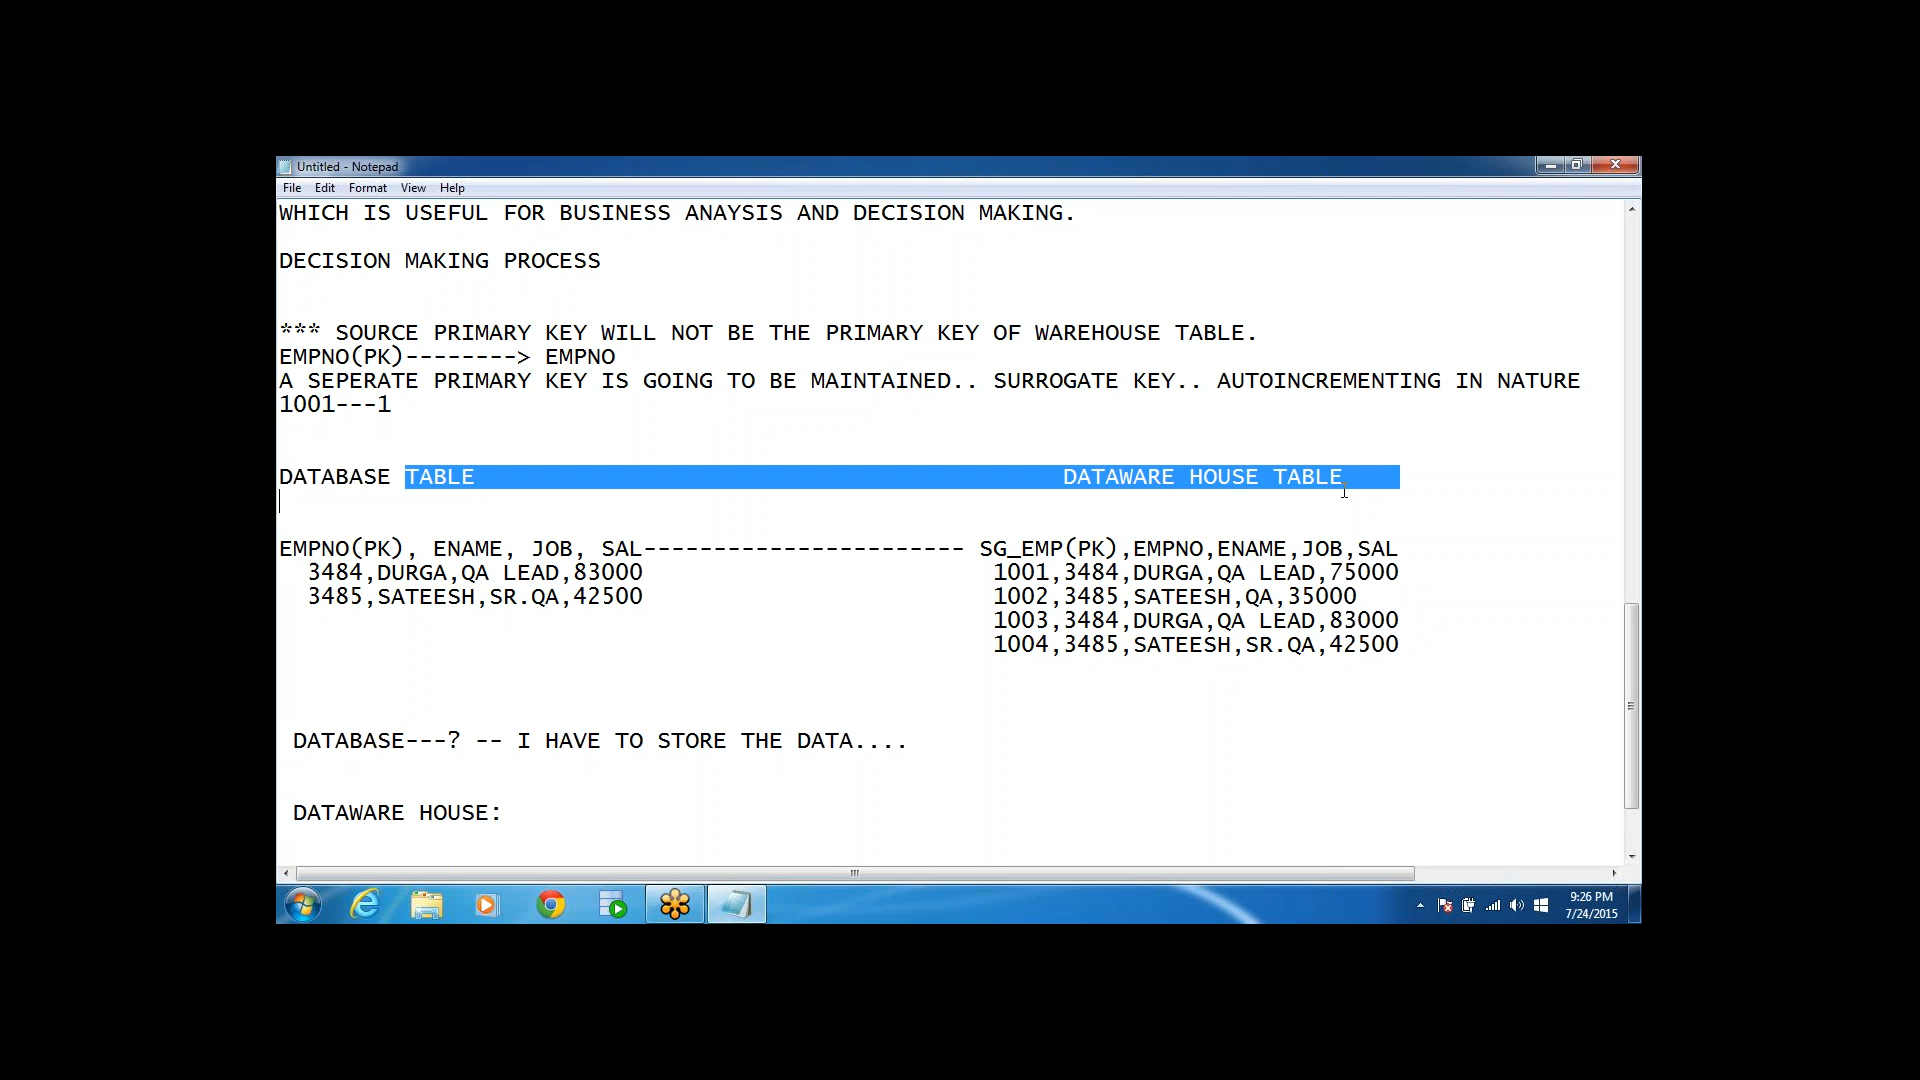 Untitled - Notepad
File Edit Format View Help
WHICH IS USEFUL FOR BUSINESS ANAYSIS AND DECISION MAKING.
DECISION MAKING PROCESS
*** SOURCE PRIMARY KEY WILL NOT BE THE PRIMARY KEY OF WAREHOUSE TABLE.
EMPNO(PK)--------> EMPNO
A SEPERATE PRIMARY KEY IS GOING TO BE MAINTAINED.. SURROGATE KEY.. AUTOINCREMENTING IN NATURE
1001---1
DATABASE TABLE DATAWARE HOUSE TABLE
EMPNO(PK), ENAME, JOB, SAL----------------------- SG_EMP(PK),EMPNO,ENAME,JOB,SAL
3484,DURGA,QA LEAD,83000 1001,3484,DURGA,QA LEAD,75000
3485,SATEESH,SR.QA,42500 1002,3485,SATEESH,QA,35000
1003,3484,DURGA,QA LEAD,83000
1004,3485,SATEESH,SR.QA,42500
DATABASE---? -- I HAVE TO STORE THE DATA....
DATAWARE HOUSE:
9:26 PM
7/24/2015